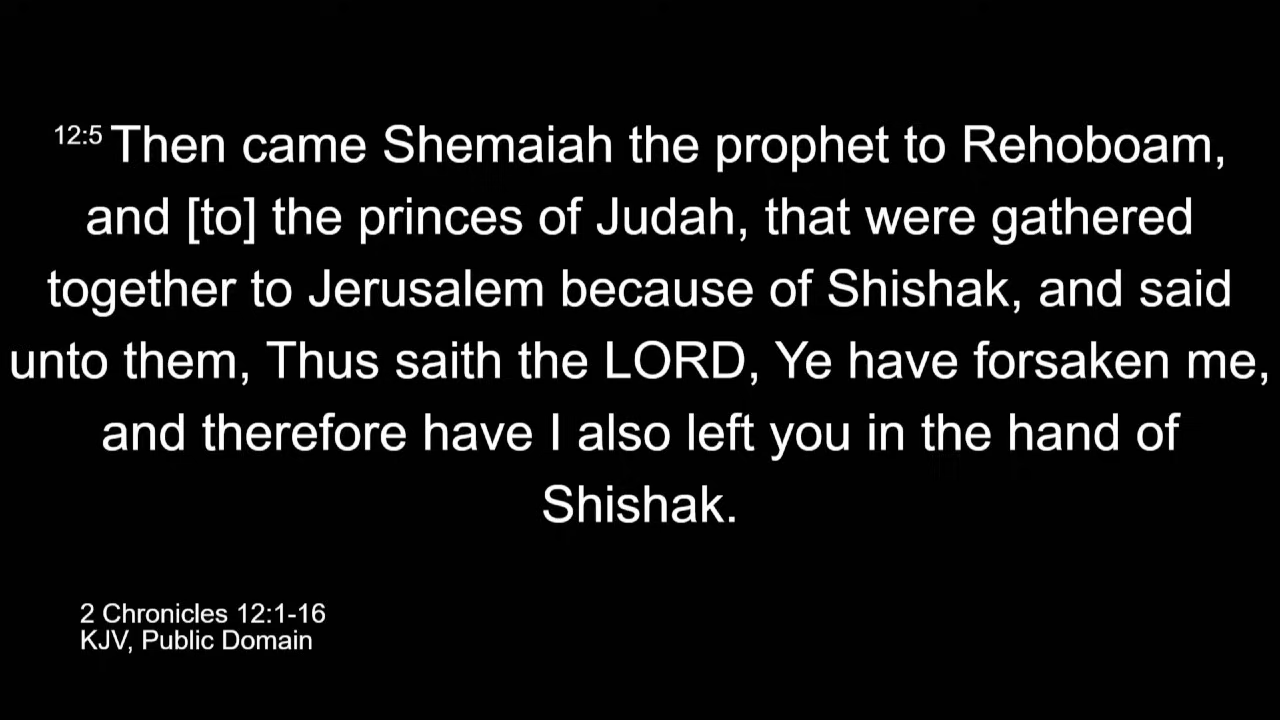 12:5 Then came Shemaiah the prophet to Rehoboam,
and [to] the princes of Judah, that were gathered
together to Jerusalem because of Shishak, and said
unto them, Thus saith the LORD, Ye have forsaken me,
and therefore have I also left you in the hand of
Shishak.
2 Chronicles 12:1-16
KJV, Public Domain